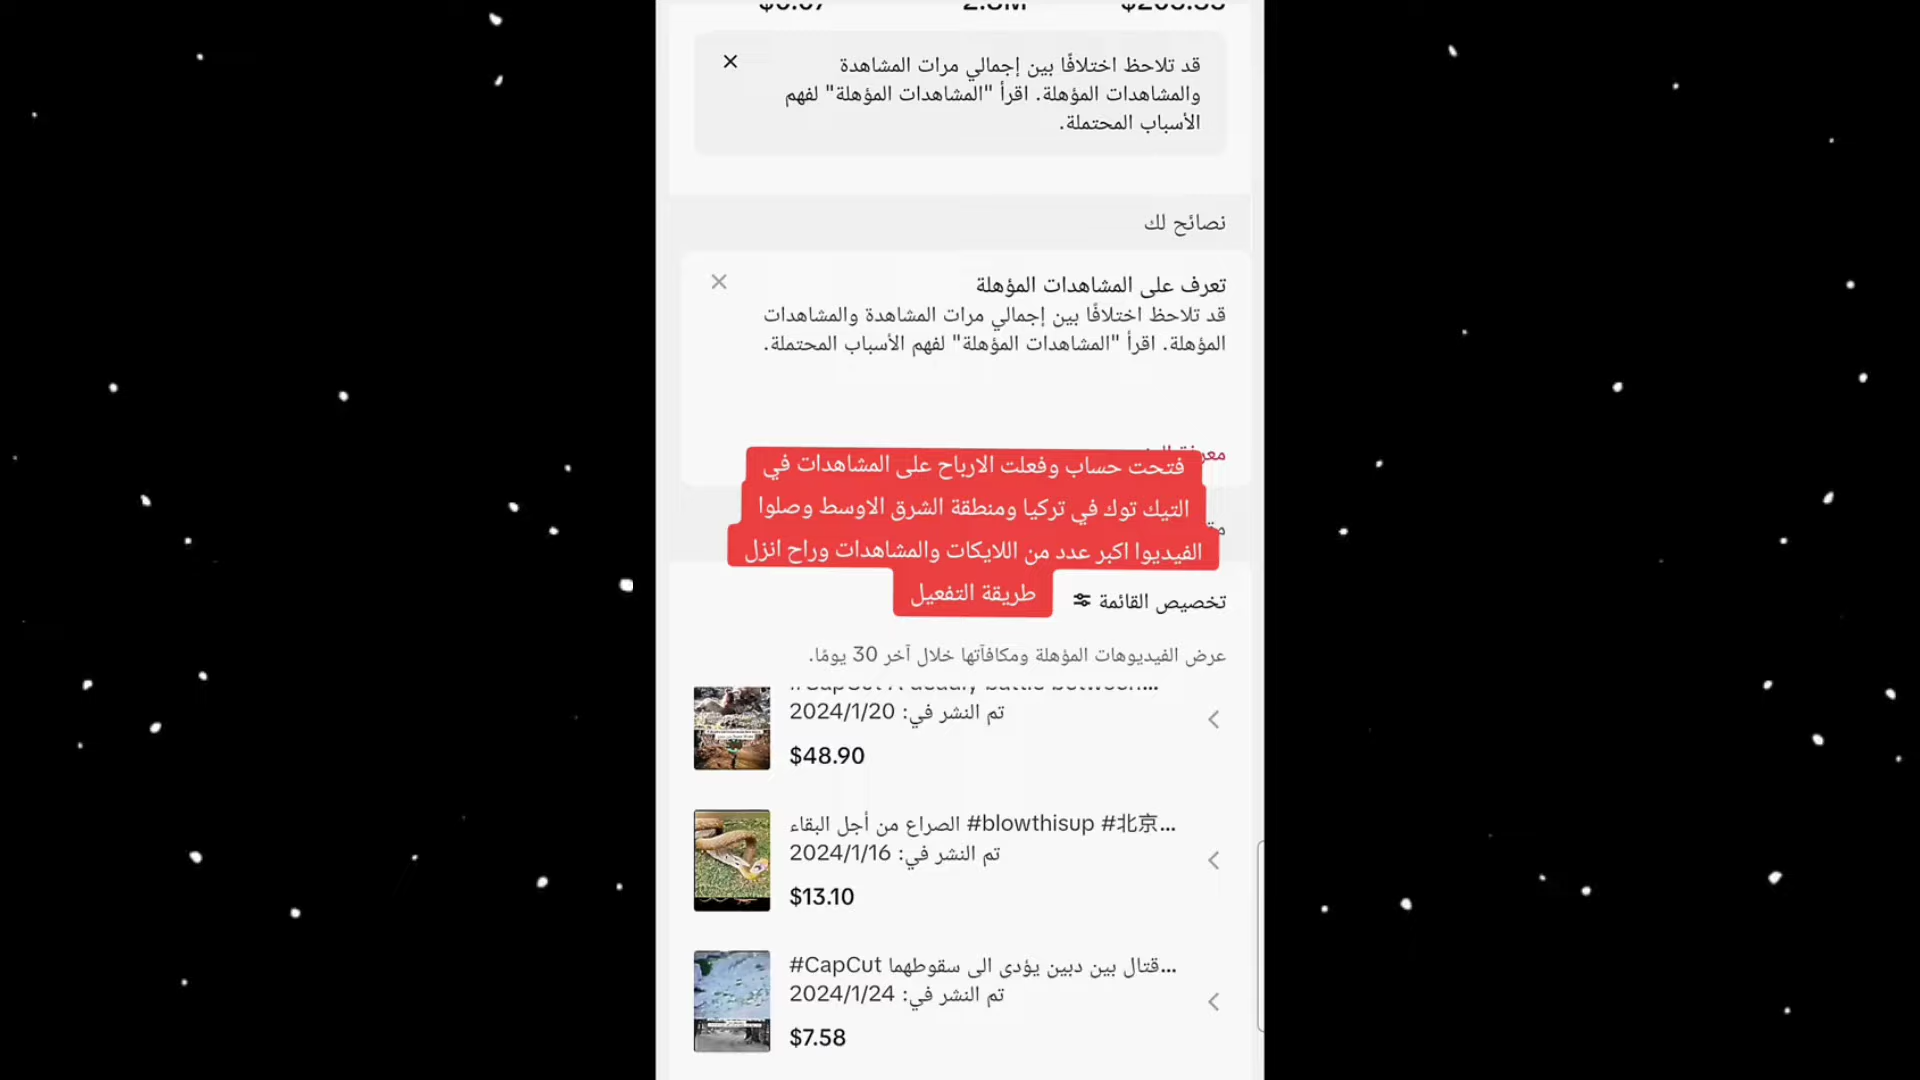 قد تلاحظ اختلافًا بين إجمالي مرات المشاهدة
والمشاهدات المؤهلة. اقرأ "المشاهدات المؤهلة" لفهم
الأسباب المحتملة.
نصائح لك
تعرف على المشاهدات المؤهلة
قد تلاحظ اختلافًا بين إجمالي مرات المشاهدة والمشاهدات
المؤهلة. اقرأ "المشاهدات المؤهلة" لفهم الأسباب المحتملة.
فتحت حساب وفعلت الارباح على المشاهدات في
التيك توك في تركيا ومنطقة الشرق الاوسط وصلوا
الفيديوا اكبر عدد من اللايكات والمشاهدات وراح انزل
طريقة التفعيل
تخصيص القائمة
عرض الفيديوهات المؤهلة ومكافآتها خلال آخر 30 يومًا.
#CapCut A deadly battle between...
تم النشر في: 2024/1/20
$48.90
الصراع من أجل البقاء #blowthisup #北京...
تم النشر في: 2024/1/16
$13.10
#CapCut قتال بين دبين يؤدى الى سقوطهما...
تم النشر في: 2024/1/24
$7.58